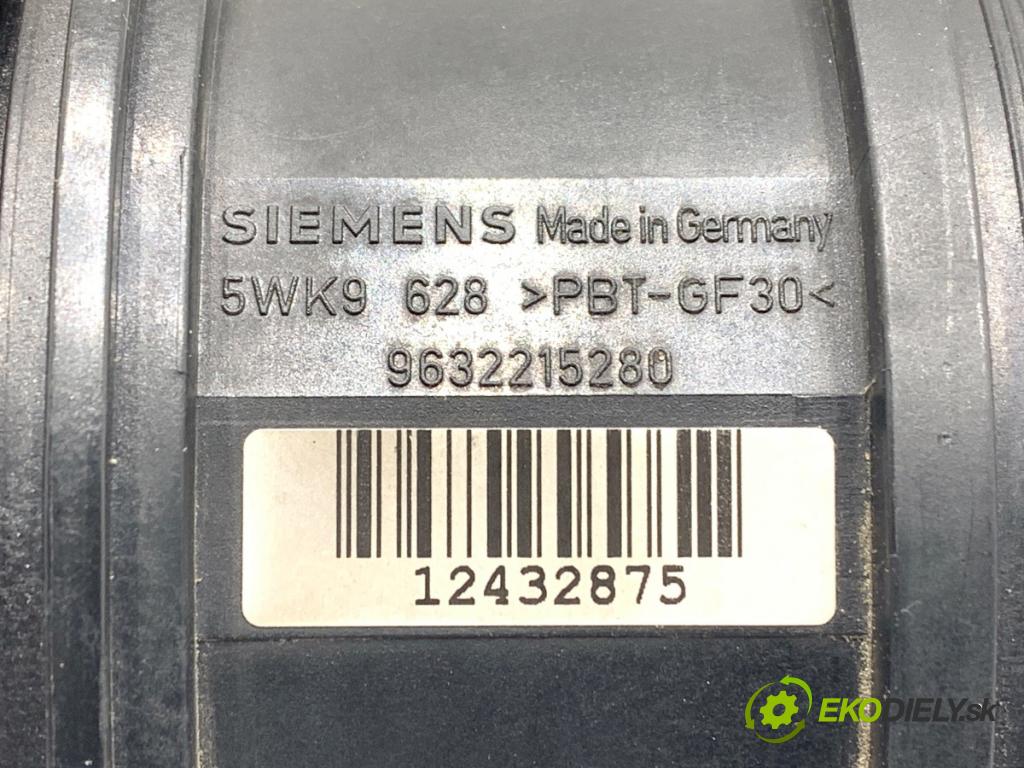 SIEMENS Made in Germany
5WK9 628 >PBT-GF30<
9632215280
12432875
EKODIELY.sk